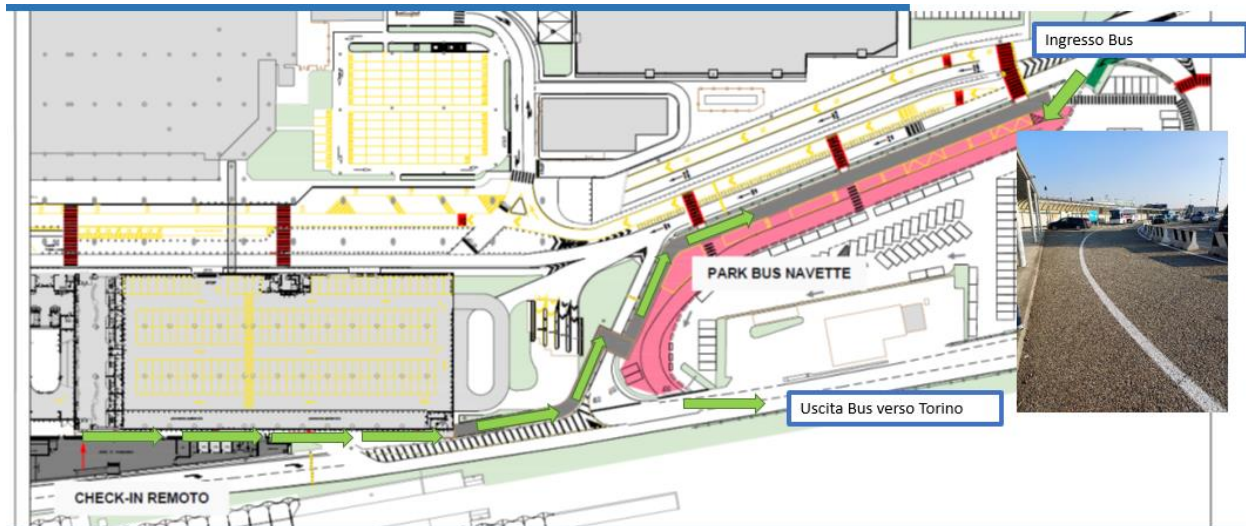 Ingresso Bus
PARK BUS NAVETTE
Uscita Bus verso Torino
CHECK-IN REMOTO